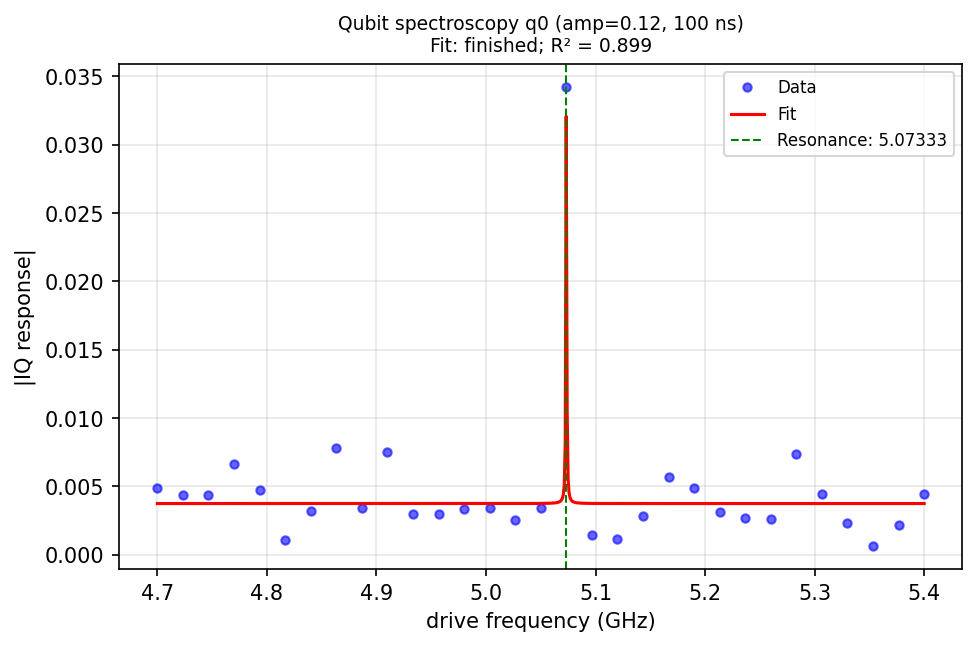 Qubit spectroscopy q0 (amp=0.12, 100 ns)
Fit: finished; R² = 0.899
|IQ response|
0.035
0.030
0.025
0.020
0.015
0.010
0.005
0.000
Data
Fit
Resonance: 5.07333
4.7 4.8 4.9 5.0 5.1 5.2 5.3 5.4
drive frequency (GHz)